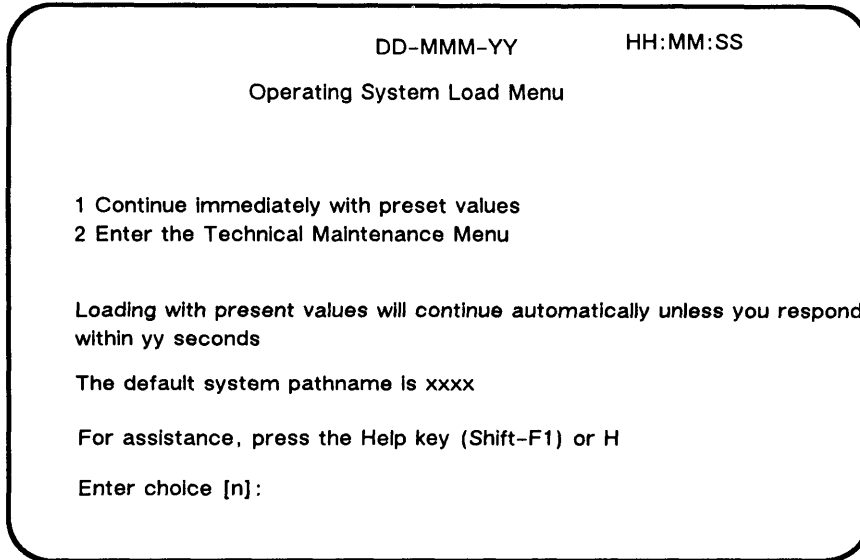 DD-MMM-YY HH:MM:SS
Operating System Load Menu
1 Continue immediately with preset values
2 Enter the Technical Maintenance Menu
Loading with present values will continue automatically unless you respond
within yy seconds
The default system pathname is xxxx
For assistance, press the Help key (Shift-F1) or H
Enter choice [n]: